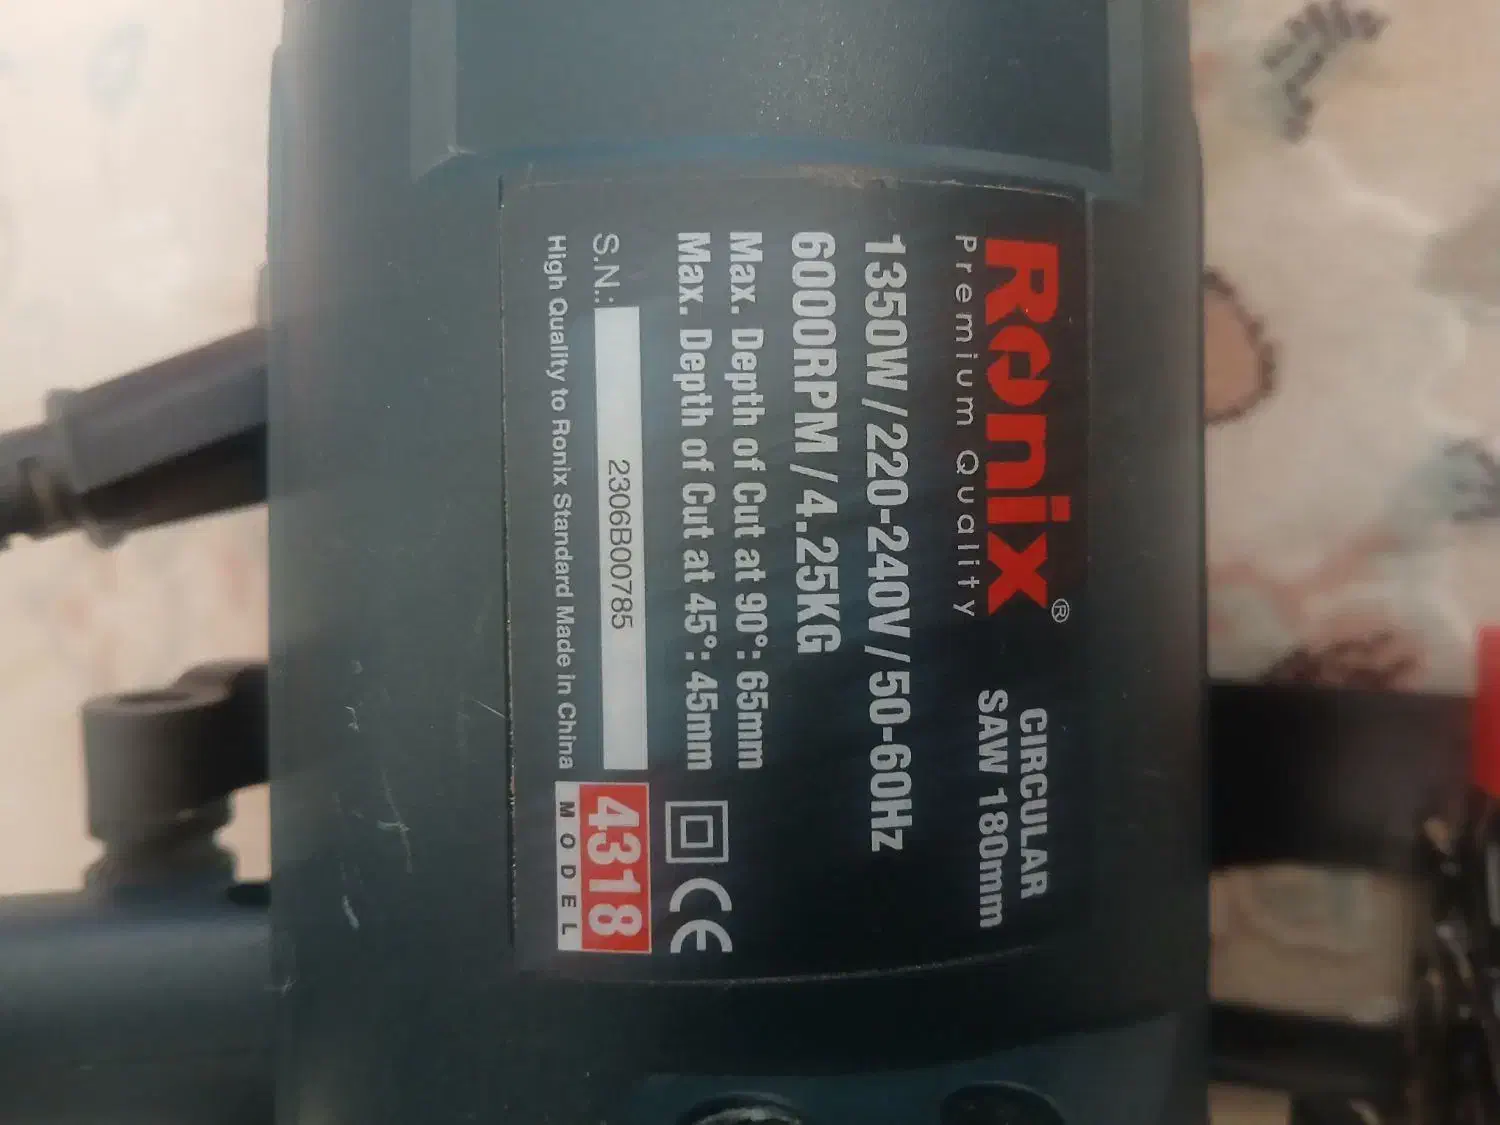 Ronix®
Premium Quality
CIRCULAR
SAW 180mm
1350W/220-240V/50-60Hz
6000RPM/4.25KG
Max. Depth of Cut at 90°: 65mm
Max. Depth of Cut at 45°: 45mm
CE
S.N.: 2306B00785
High Quality to Ronix Standard Made in China
4318
MODEL